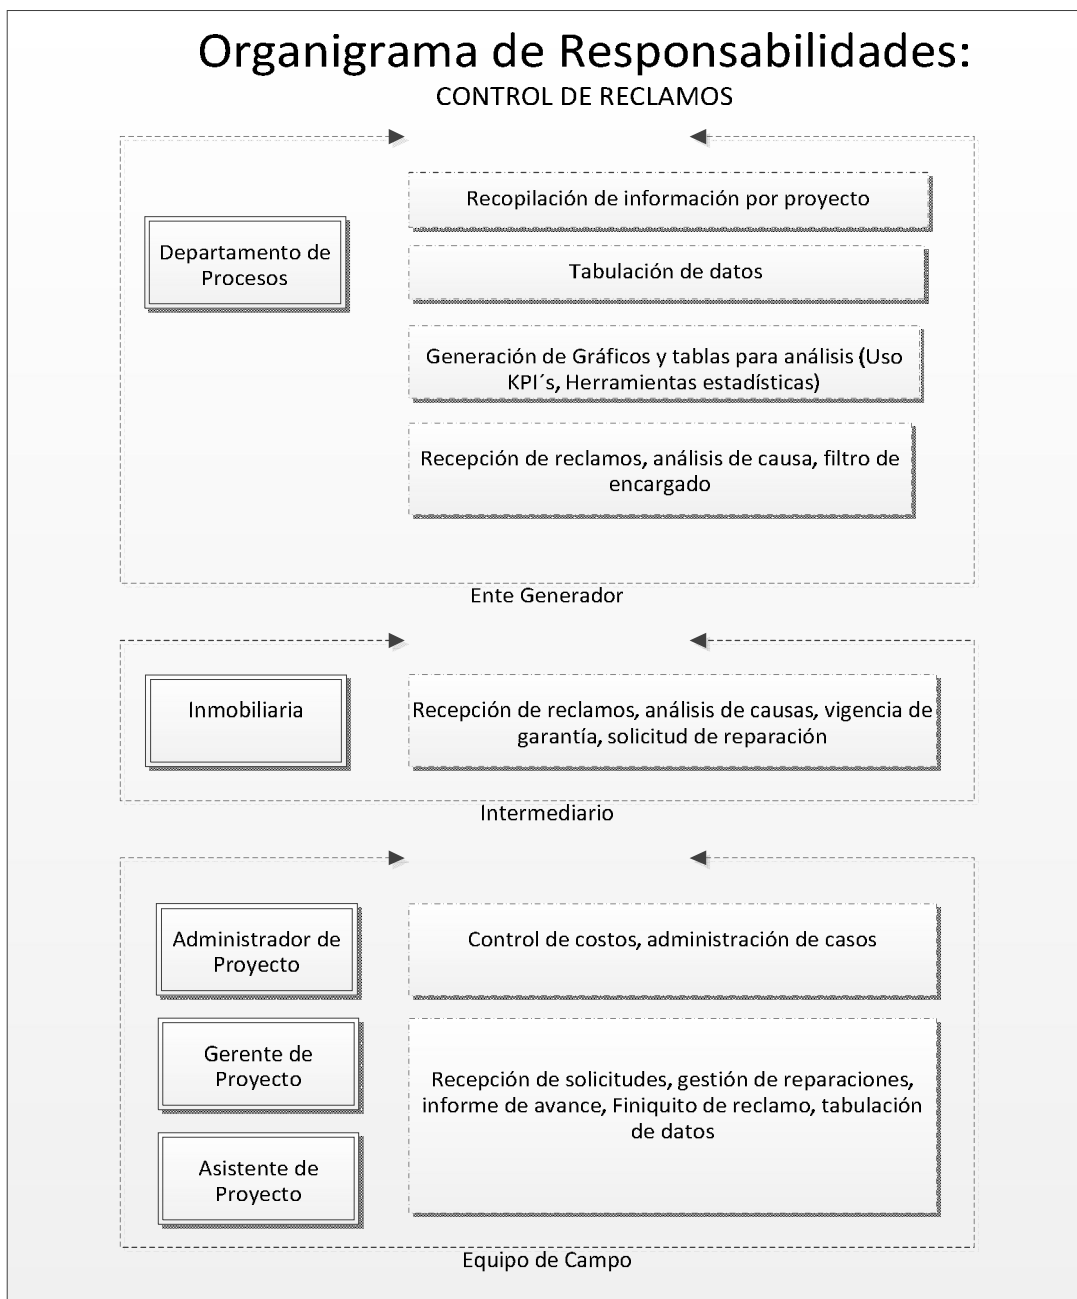 Organigrama de Responsabilidades:
CONTROL DE RECLAMOS
Departamento de
Procesos
Recopilación de información por proyecto
Tabulación de datos
Generación de Gráficos y tablas para análisis (Uso
KPI´s, Herramientas estadísticas)
Recepción de reclamos, análisis de causa, filtro de
encargado
Ente Generador
Inmobiliaria
Recepción de reclamos, análisis de causas, vigencia de
garantía, solicitud de reparación
Intermediario
Administrador de
Proyecto
Control de costos, administración de casos
Gerente de
Proyecto
Asistente de
Proyecto
Recepción de solicitudes, gestión de reparaciones,
informe de avance, Finiquito de reclamo, tabulación
de datos
Equipo de Campo